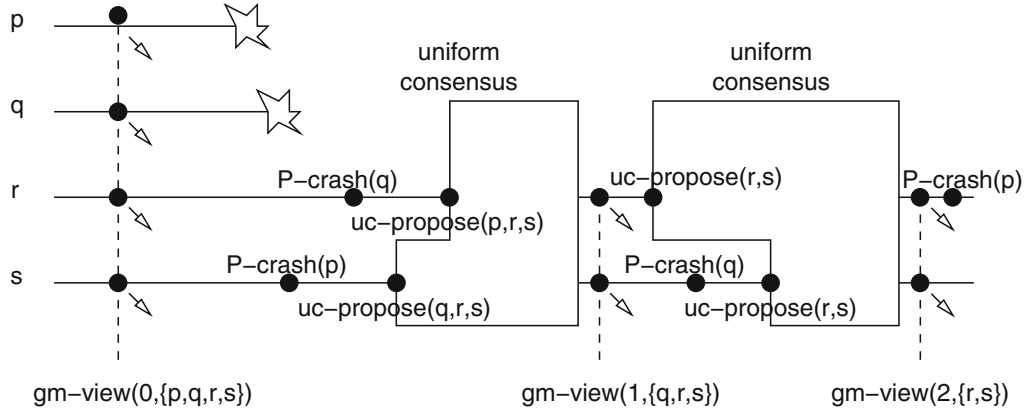 p
uniform
consensus
uniform
consensus
q
r
P–crash(q)
uc–propose(r,s)
P–crash(p)
uc–propose(p,r,s)
s
P–crash(p)
P–crash(q)
uc–propose(q,r,s)
uc–propose(r,s)
gm–view(0,{p,q,r,s})
gm–view(1,{q,r,s})
gm–view(2,{r,s})